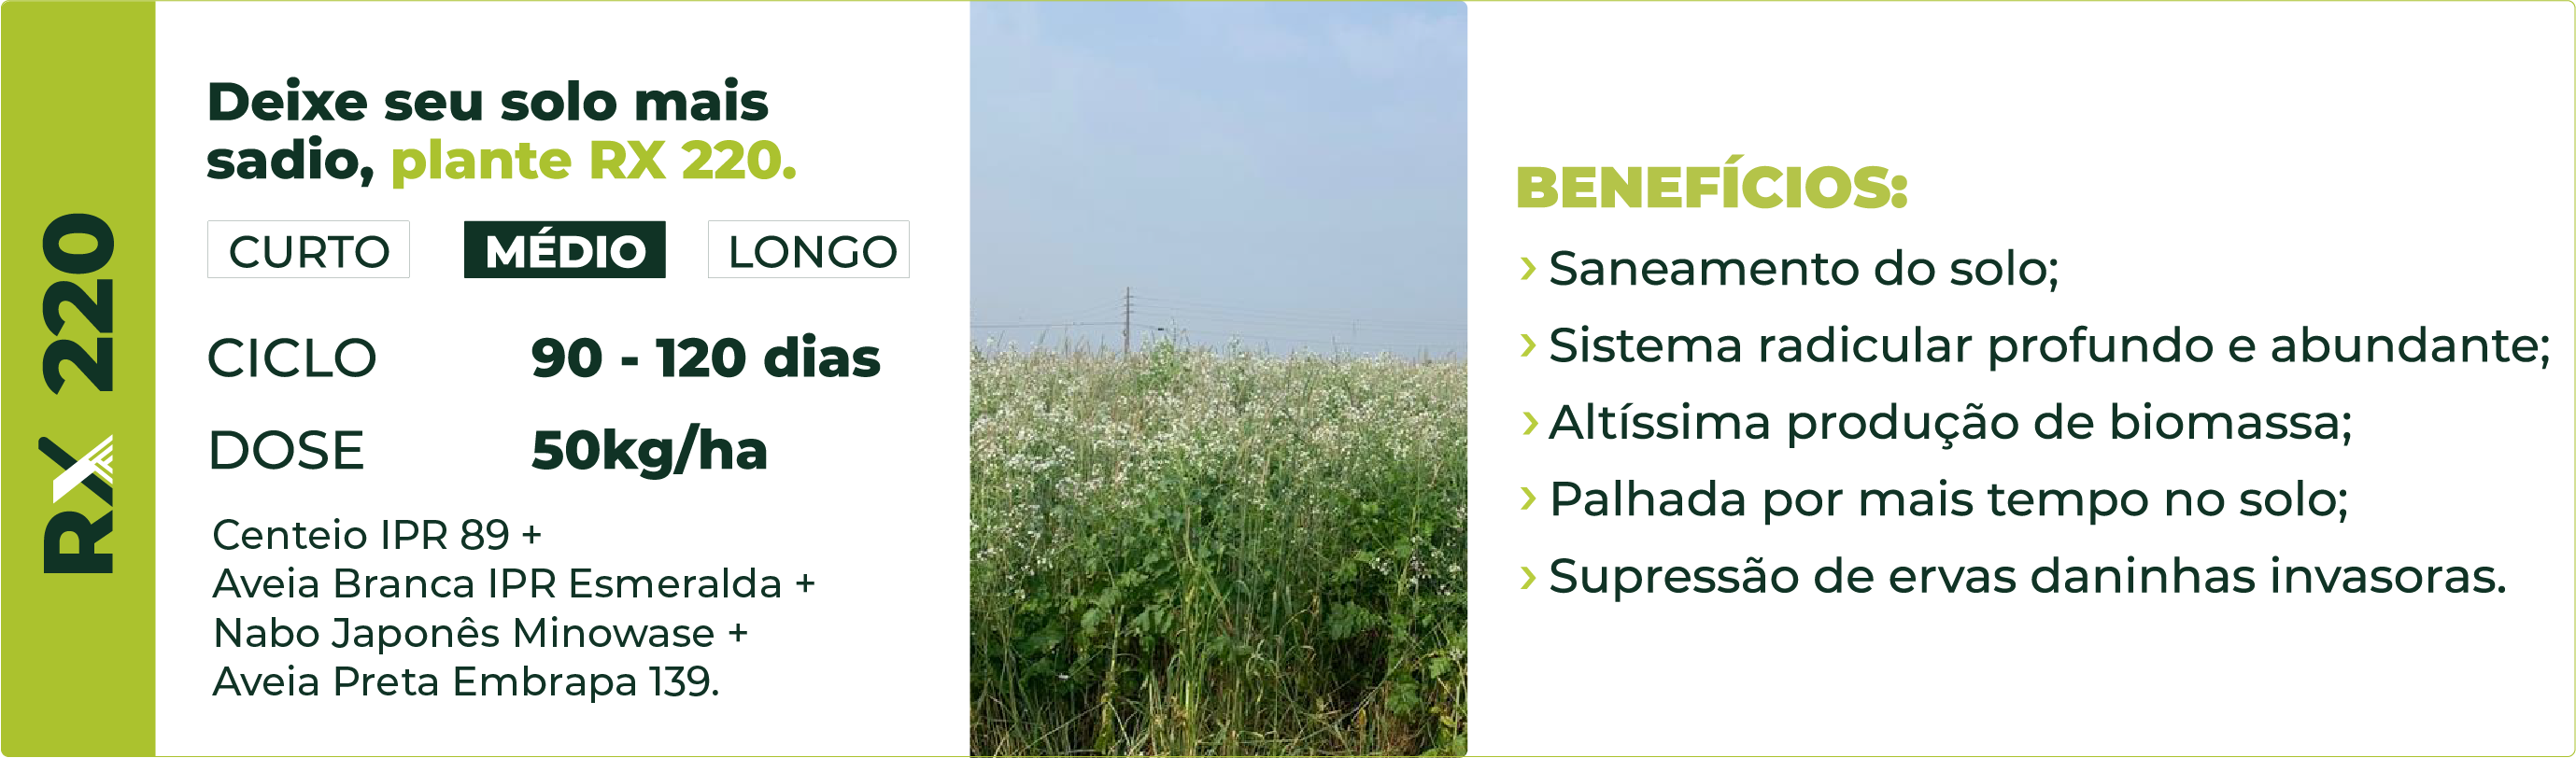 RX 220
Deixe seu solo mais
sadio, plante RX 220.
CURTO MÉDIO LONGO
CICLO 90 - 120 dias
DOSE 50kg/ha
Centeio IPR 89 +
Aveia Branca IPR Esmeralda +
Nabo Japonês Minowase +
Aveia Preta Embrapa 139.
BENEFÍCIOS:
› Saneamento do solo;
› Sistema radicular profundo e abundante;
› Altíssima produção de biomassa;
› Palhada por mais tempo no solo;
› Supressão de ervas daninhas invasoras.